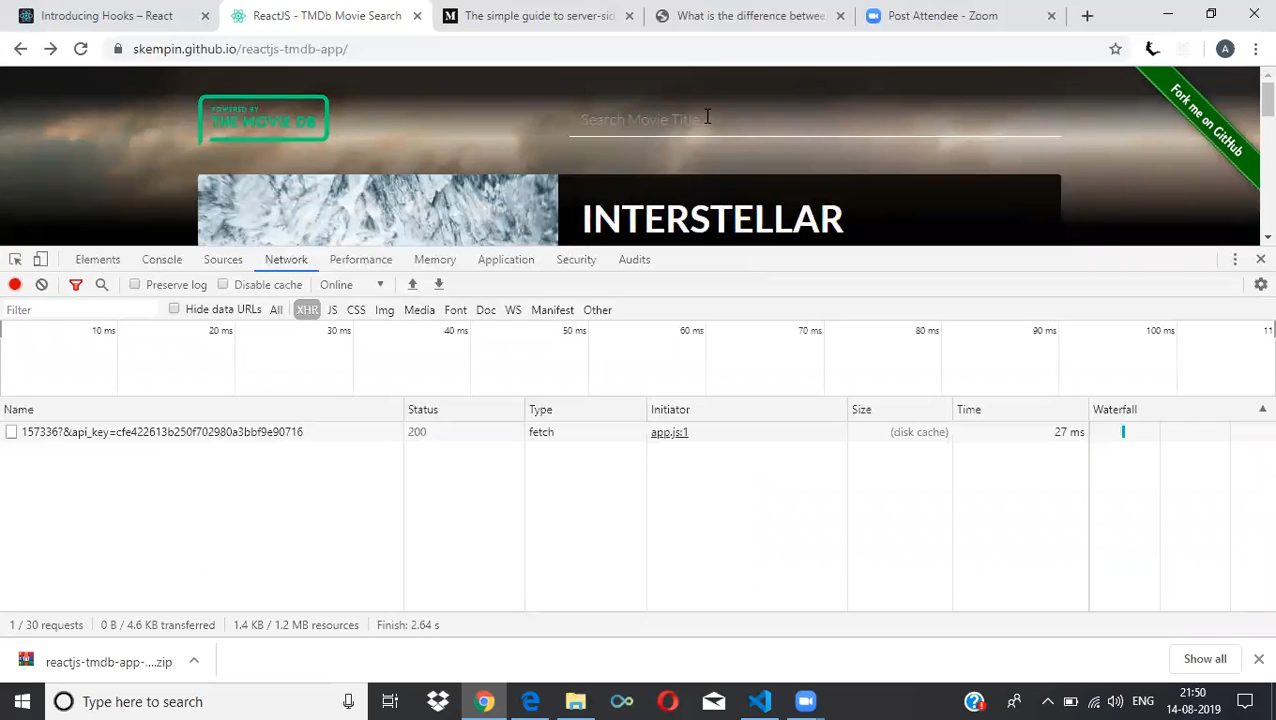 Introducing Hooks – React
ReactJS - TMDb Movie Search
The simple guide to server-sid
What is the difference betwee
Post Attendee - Zoom
skempin.github.io/reactjs-tmdb-app/
A
POWERED BY
THE MOVIE DB
Search Movie Title
Fork me on GitHub
INTERSTELLAR
Elements Console Sources Network Performance Memory Application Security Audits
Preserve log Disable cache Online
Filter Hide data URLs All XHR JS CSS Img Media Font Doc WS Manifest Other
10 ms 20 ms 30 ms 40 ms 50 ms 60 ms 70 ms 80 ms 90 ms 100 ms 11
Name Status Type Initiator Size Time Waterfall
157336?&api_key=cfe422613b250f702980a3bbf9e90716 200 fetch app.js:1 (disk cache) 27 ms
1 / 30 requests 0 B / 4.6 KB transferred 1.4 KB / 1.2 MB resources Finish: 2.64 s
reactjs-tmdb-app-....zip
Show all
Type here to search
ENG
21:50
14-08-2019